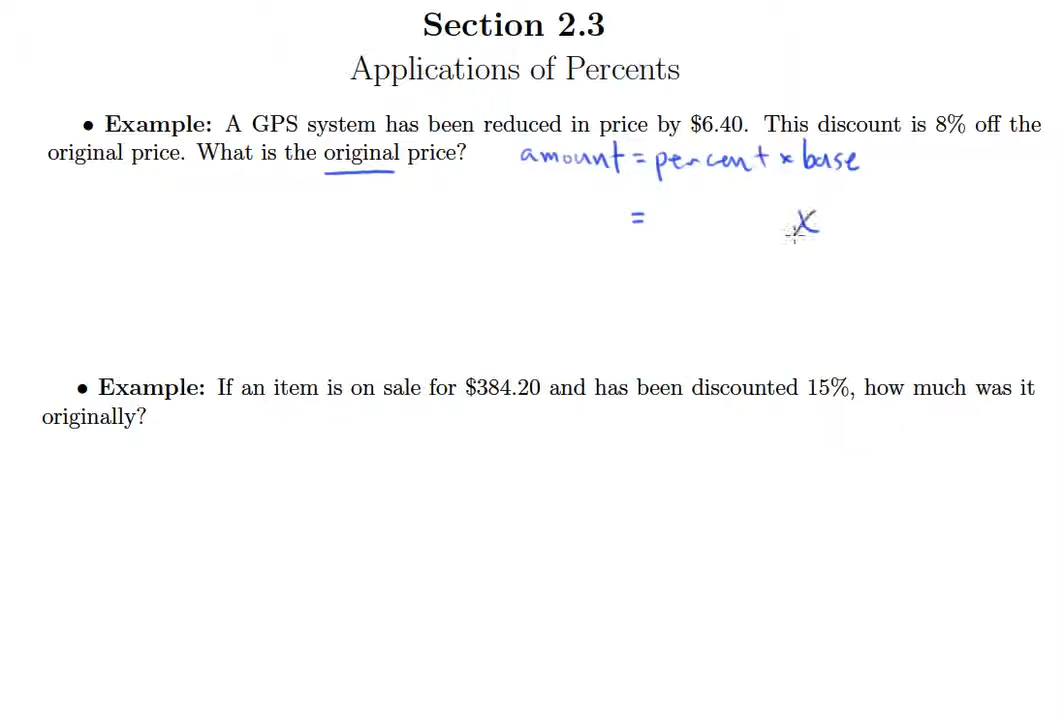 Section 2.3
Applications of Percents
• Example: A GPS system has been reduced in price by $6.40. This discount is 8% off the
original price. What is the original price? amount = percent × base
= x
• Example: If an item is on sale for $384.20 and has been discounted 15%, how much was it
originally?